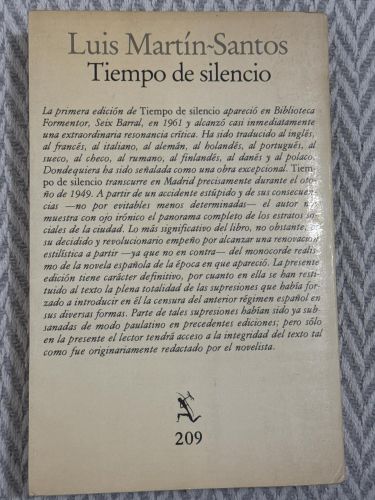 Luis Martín-Santos
Tiempo de silencio
La primera edición de Tiempo de silencio apareció en Biblioteca
Formentor, Seix Barral, en 1961 y alcanzó casi inmediatamente
una extraordinaria resonancia crítica. Ha sido traducido al inglés,
al francés, al italiano, al alemán, al holandés, al portugués, al
sueco, al checo, al rumano, al finlandés, al danés y al polaco.
Dondequiera ha sido señalada como una obra excepcional. Tiem-
po de silencio transcurre en Madrid precisamente durante el oto-
ño de 1949. A partir de un accidente estúpido y de sus consecuen-
cias —no por evitables menos determinadas— el autor nos
muestra con ojo irónico el panorama completo de los estratos so-
ciales de la ciudad. Lo más significativo del libro, no obstante, es
su decidido y revolucionario empeño por alcanzar una renovación
estilística a partir —ya que no en contra— del monocorde realis-
mo de la novela española de la época en que apareció. La presente
edición tiene carácter definitivo, por cuanto en ella se han resti-
tuido al texto la plena totalidad de las supresiones que había for-
zado a introducir en él la censura del anterior régimen español en
sus diversas formas. Parte de tales supresiones habían sido ya sub-
sanadas de modo paulatino en precedentes ediciones; pero sólo
en la presente el lector tendrá acceso a la integridad del texto tal
como fue originariamente redactado por el novelista.
209